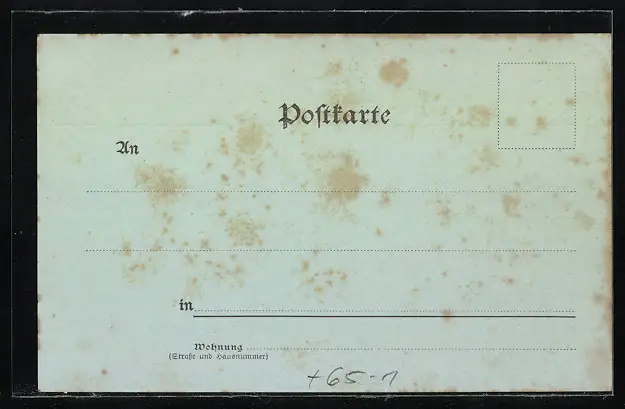 Postkarte
An
in
Wohnung
(Straße und Hausnummer)
+65-1